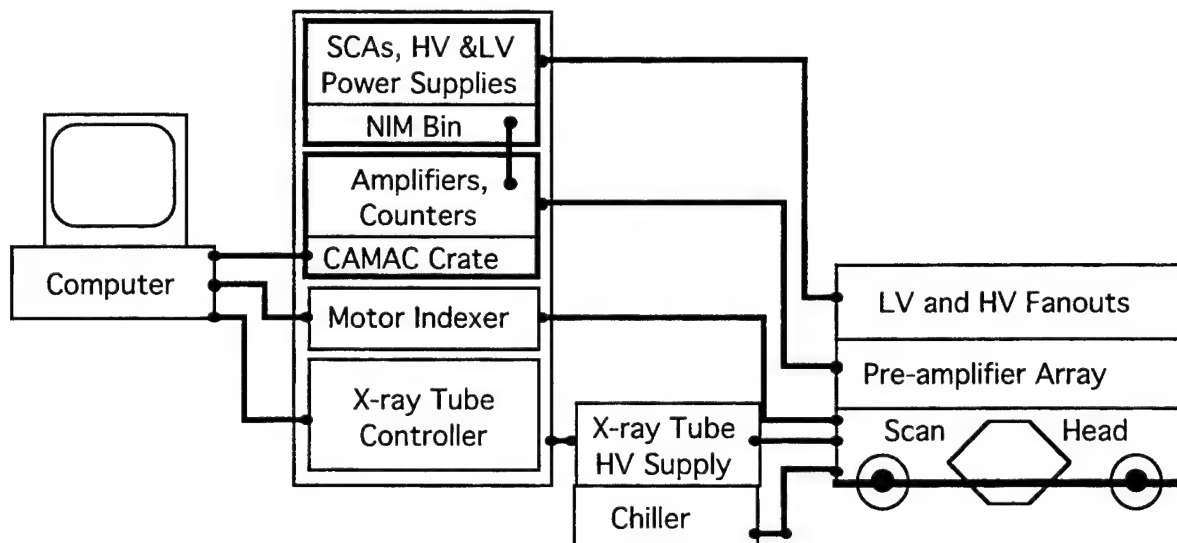 SCAs, HV &LV
Power Supplies
NIM Bin
Amplifiers,
Counters
CAMAC Crate
Computer
Motor Indexer
X-ray Tube
Controller
X-ray Tube
HV Supply
Chiller
LV and HV Fanouts
Pre-amplifier Array
Scan Head